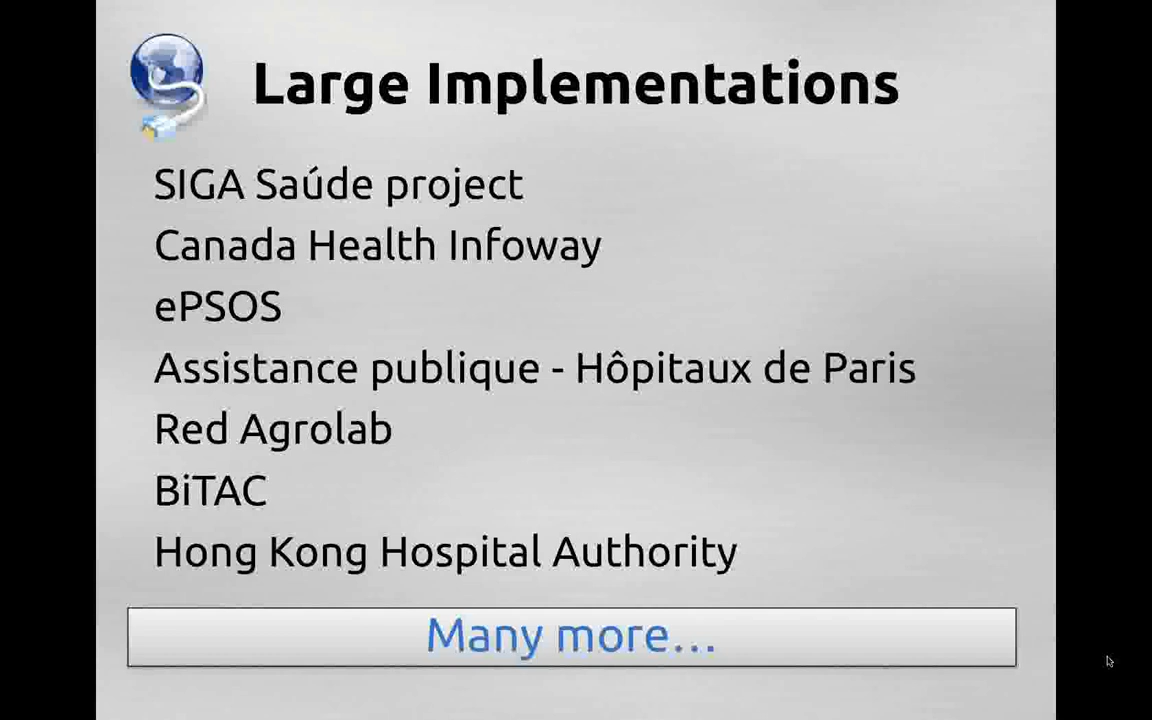 Large Implementations
SIGA Saúde project
Canada Health Infoway
ePSOS
Assistance publique - Hôpitaux de Paris
Red Agrolab
BiTAC
Hong Kong Hospital Authority
Many more...